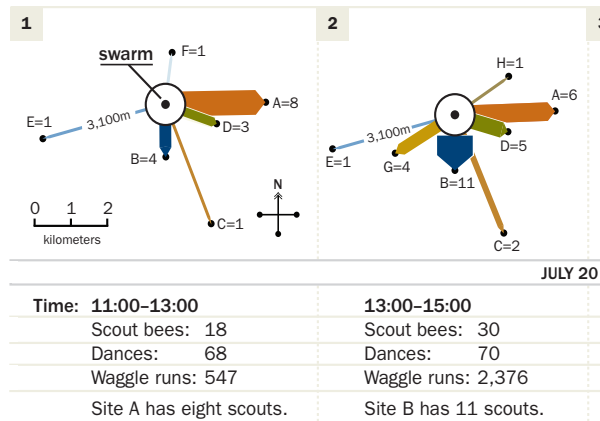 1
swarm
F=1
A=8
E=1
3,100m
D=3
B=4
N
0 1 2
kilometers
C=1
2
H=1
A=6
3,100m
D=5
E=1
G=4
B=11
C=2
3
JULY 20
Time: 11:00–13:00
Scout bees: 18
Dances: 68
Waggle runs: 547
Site A has eight scouts.
13:00–15:00
Scout bees: 30
Dances: 70
Waggle runs: 2,376
Site B has 11 scouts.